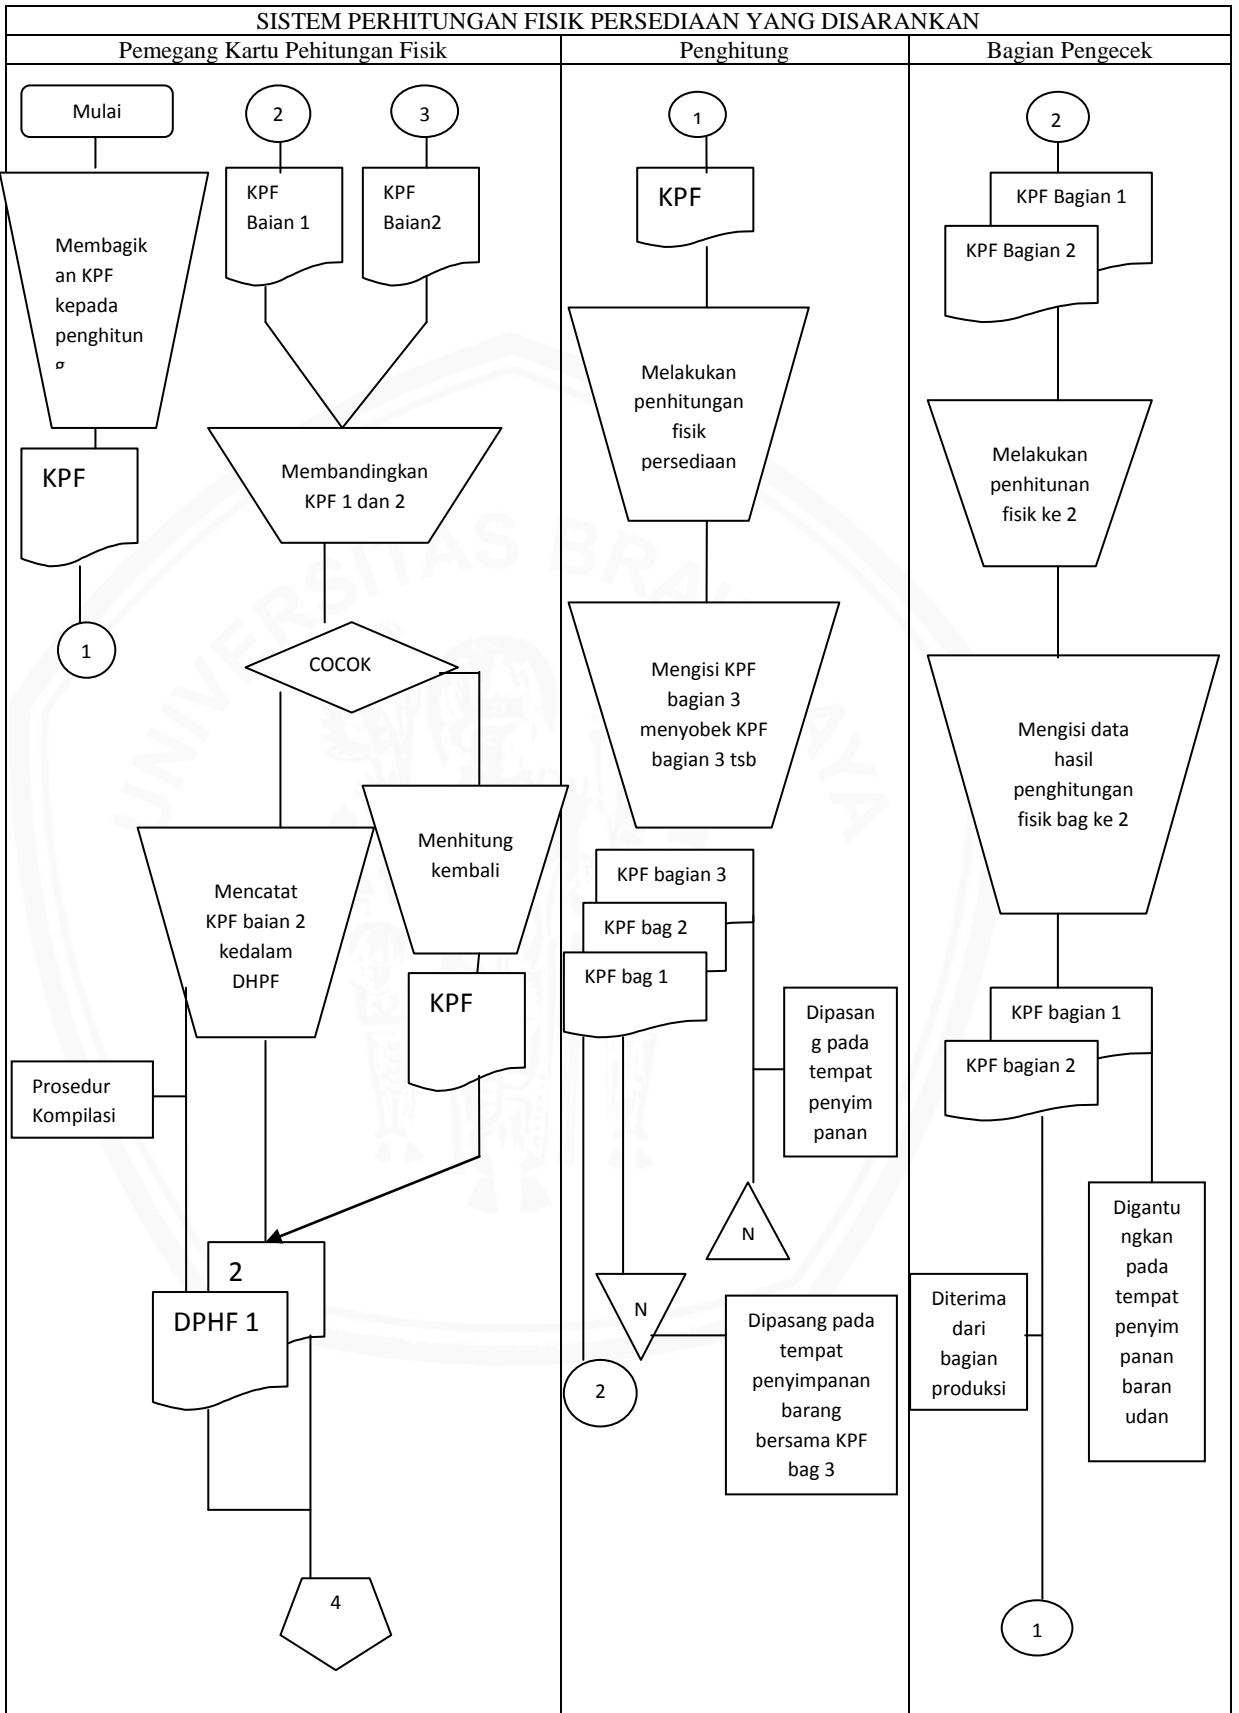 SISTEM PERHITUNGAN FISIK PERSEDIAAN YANG DISARANKAN
Pemegang Kartu Pehitungan Fisik
Penghitung
Bagian Pengecek
Mulai
Membagik
an KPF
kepada
penghitun
g
KPF
1
2
KPF
Baian 1
3
KPF
Baian2
Membandingkan
KPF 1 dan 2
COCOK
Menhitung
kembali
KPF
Mencatat
KPF baian 2
kedalam
DHPF
Prosedur
Kompilasi
2
DPHF 1
4
1
KPF
Melakukan
penhitungan
fisik
persediaan
Mengisi KPF
bagian 3
menyobek KPF
bagian 3 tsb
KPF bagian 3
KPF bag 2
KPF bag 1
Dipasan
g pada
tempat
penyim
panan
N
N
2
Dipasang pada
tempat
penyimpanan
barang
bersama KPF
bag 3
2
KPF Bagian 1
KPF Bagian 2
Melakukan
penhitunan
fisik ke 2
Mengisi data
hasil
penghitungan
fisik bag ke 2
KPF bagian 1
KPF bagian 2
Digantu
ngkan
pada
tempat
penyim
panan
baran
udan
Diterima
dari
bagian
produksi
1
UNIVERSITAS BRAWIJAYA